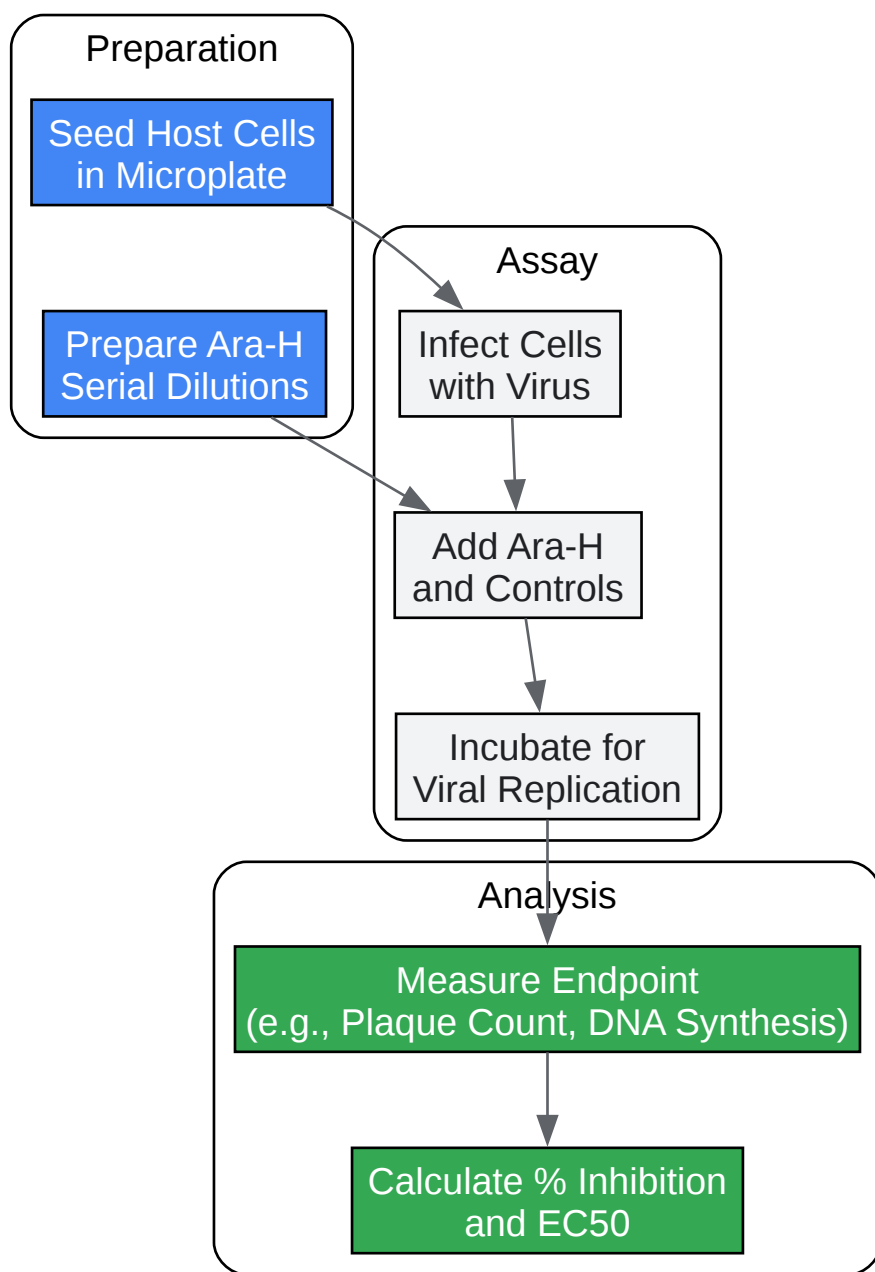 Preparation
Seed Host Cells
in Microplate
Prepare Ara-H
Serial Dilutions
Assay
Infect Cells
with Virus
Add Ara-H
and Controls
Incubate for
Viral Replication
Analysis
Measure Endpoint
(e.g., Plaque Count, DNA Synthesis)
Calculate % Inhibition
and EC50